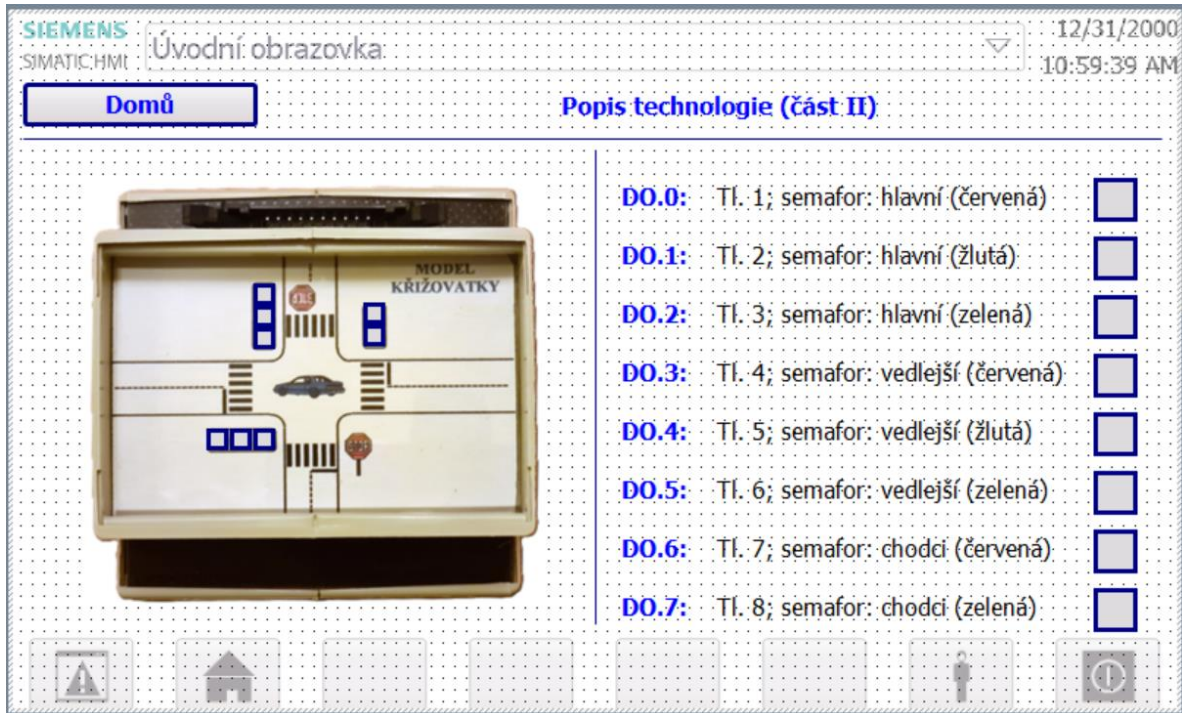 SIEMENS
SIMATIC HMI
Úvodní obrazovka
12/31/2000
10:59:39 AM
Domů
Popis technologie (část II)
MODEL
KŘIŽOVATKY
DO.0: Tl. 1; semafor: hlavní (červená)
DO.1: Tl. 2; semafor: hlavní (žlutá)
DO.2: Tl. 3; semafor: hlavní (zelená)
DO.3: Tl. 4; semafor: vedlejší (červená)
DO.4: Tl. 5; semafor: vedlejší (žlutá)
DO.5: Tl. 6; semafor: vedlejší (zelená)
DO.6: Tl. 7; semafor: chodci (červená)
DO.7: Tl. 8; semafor: chodci (zelená)